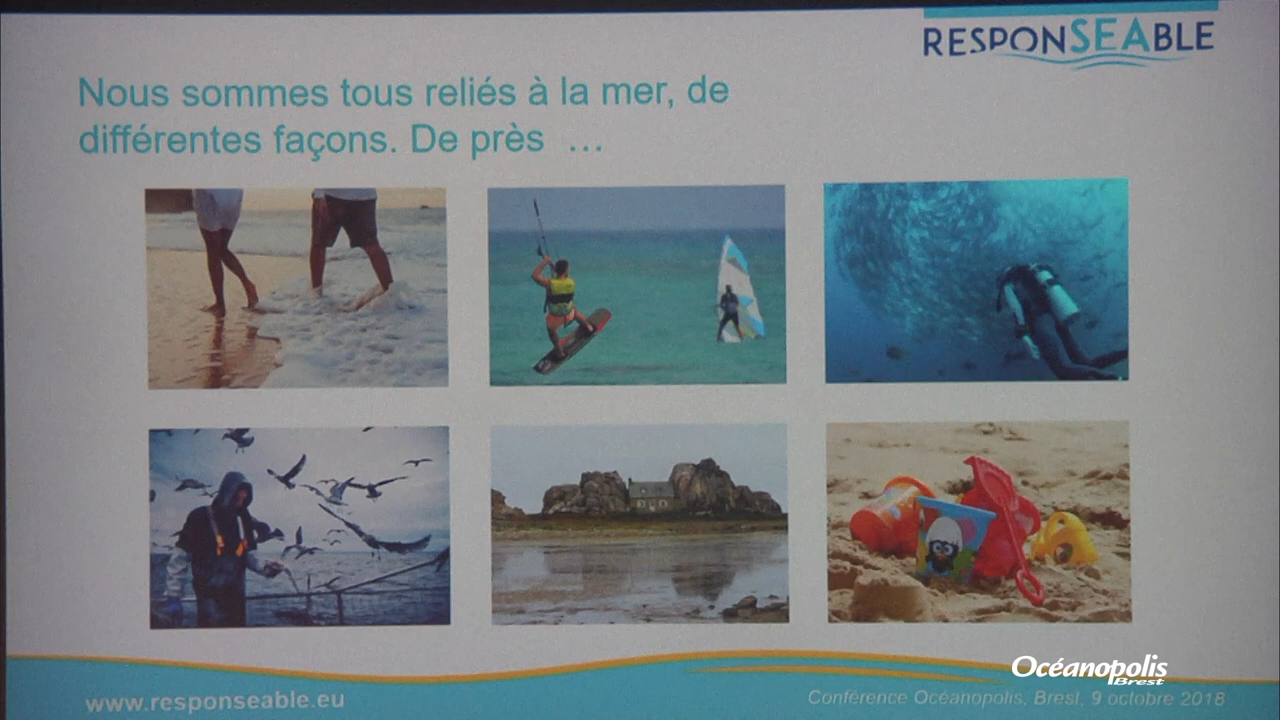 RESPONSEABLE
Nous sommes tous reliés à la mer, de
différentes façons. De près …
Océanopolis
Brest
www.responseable.eu
Conférence Océanopolis, Brest, 9 octobre 2018